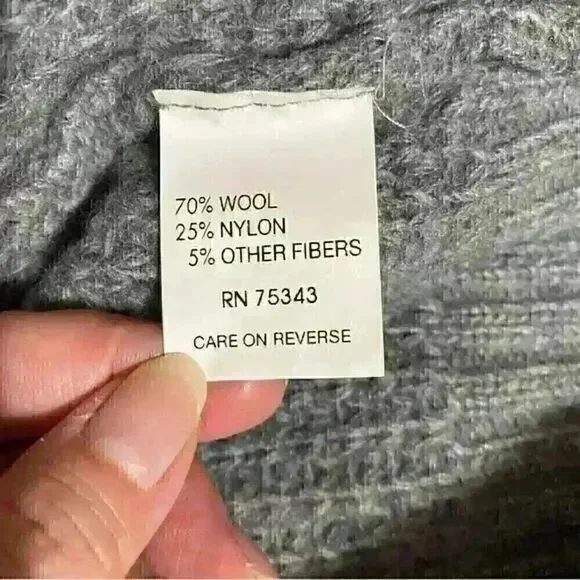 70% WOOL
25% NYLON
5% OTHER FIBERS
RN 75343
CARE ON REVERSE